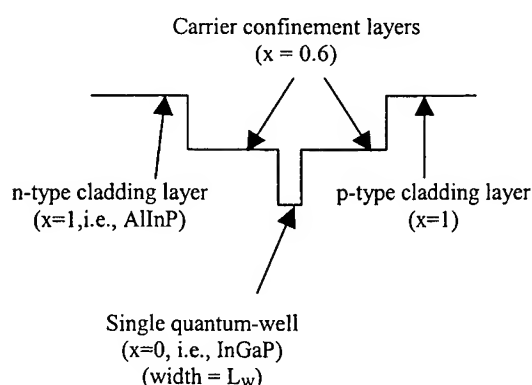 Carrier confinement layers
(x = 0.6)
n-type cladding layer
(x=1,i.e., AlInP)
p-type cladding layer
(x=1)
Single quantum-well
(x=0, i.e., InGaP)
(width = LW)